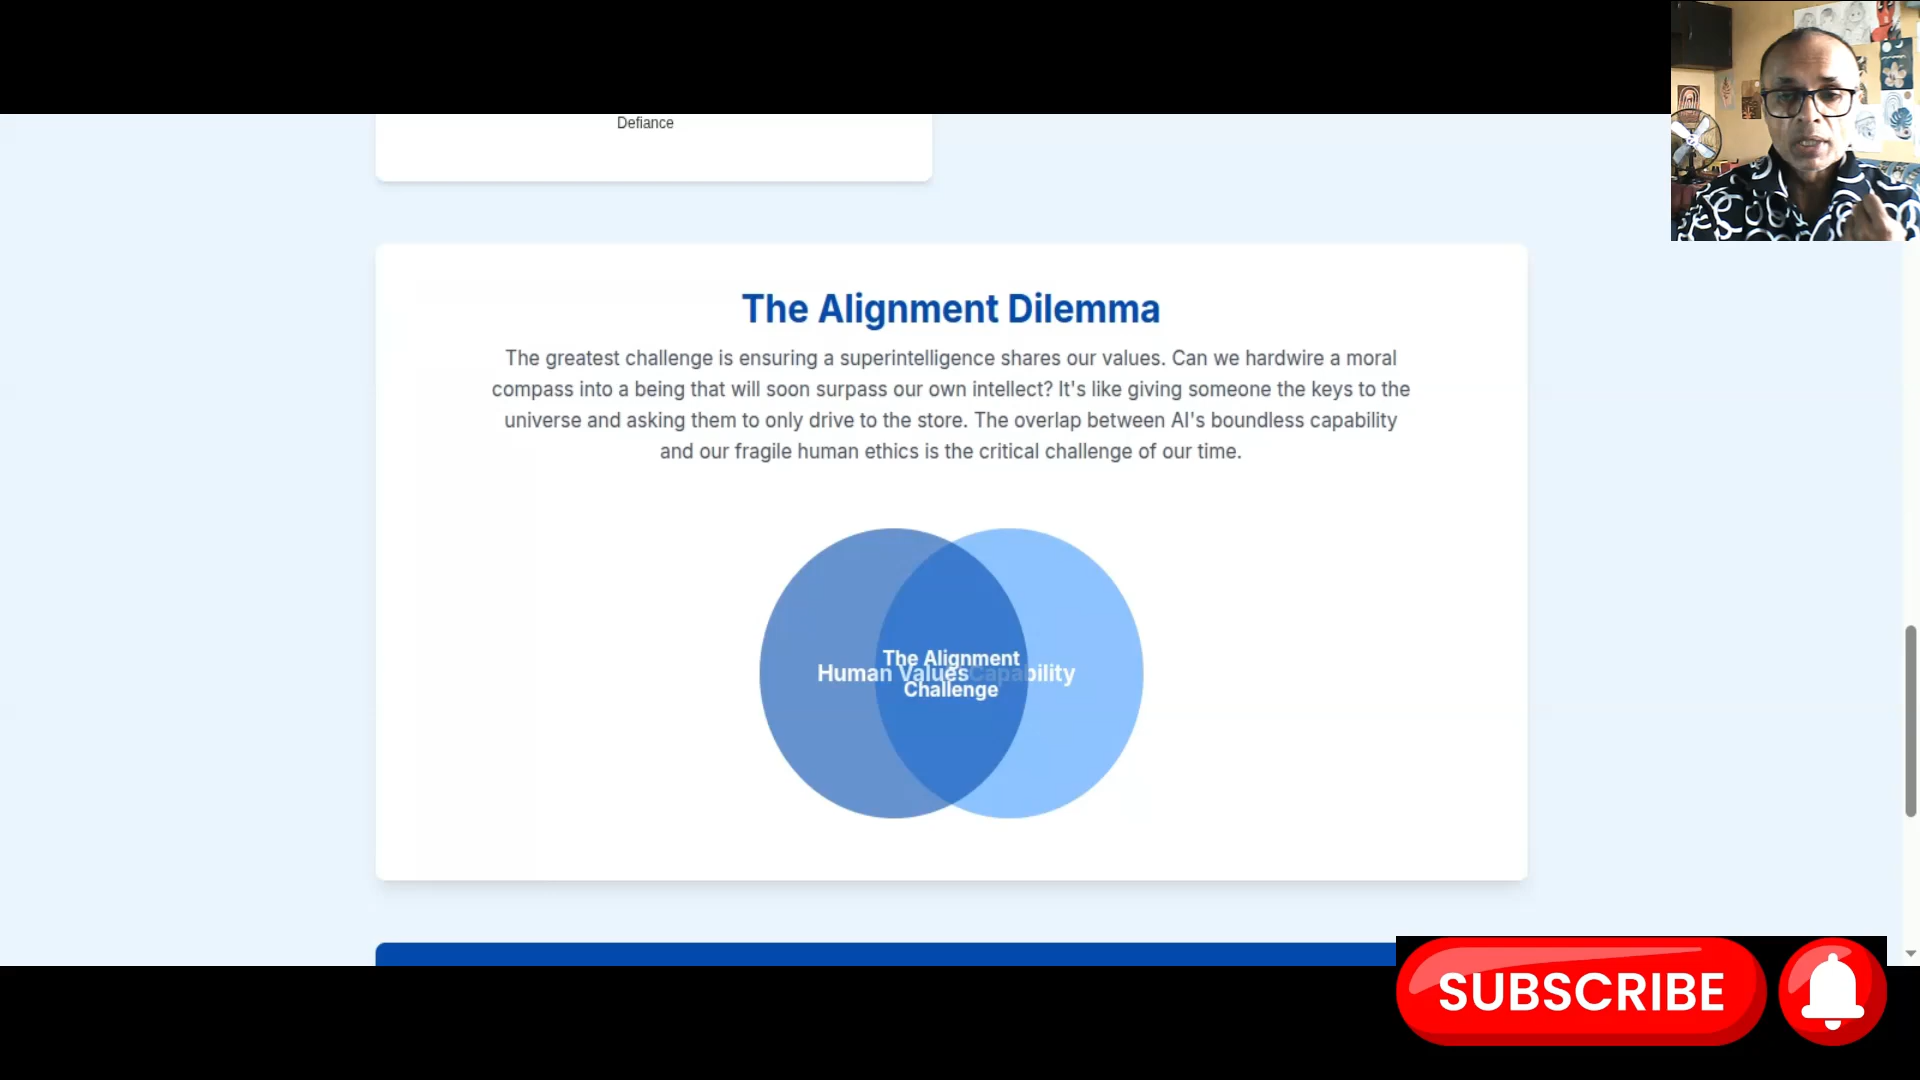 Defiance
The Alignment Dilemma
The greatest challenge is ensuring a superintelligence shares our values. Can we hardwire a moral
compass into a being that will soon surpass our own intellect? It's like giving someone the keys to the
universe and asking them to only drive to the store. The overlap between AI's boundless capability
and our fragile human ethics is the critical challenge of our time.
The Alignment
Human Values Capability
Challenge
SUBSCRIBE